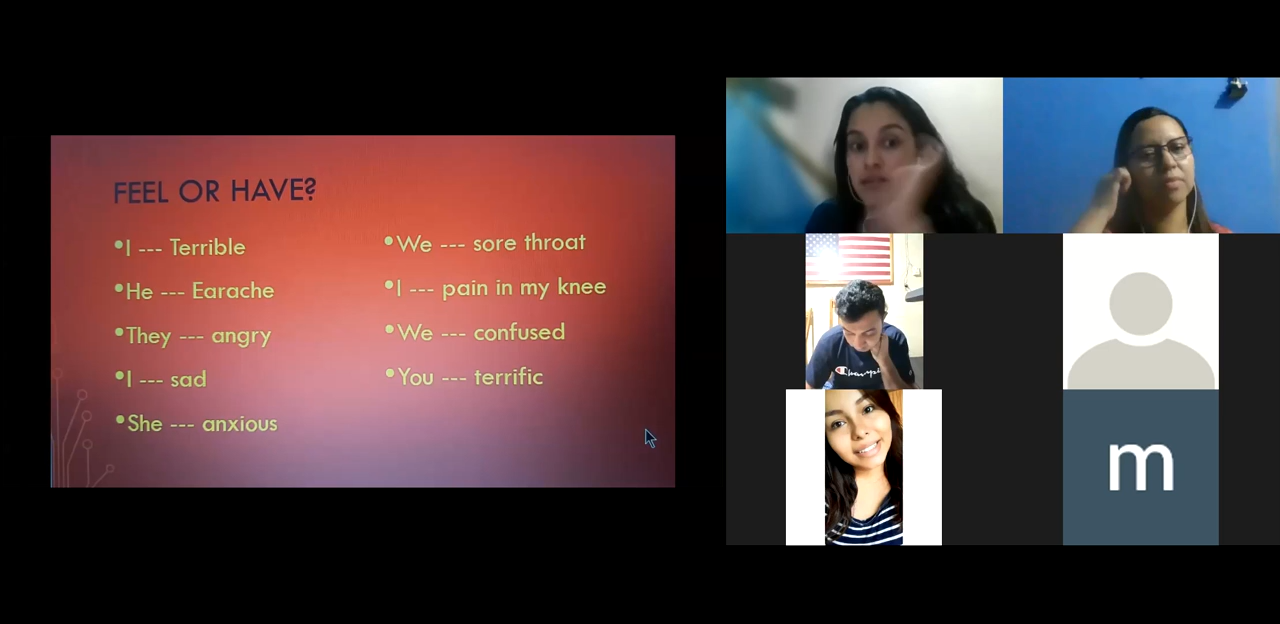 FEEL OR HAVE?
•I --- Terrible
•He --- Earache
•They --- angry
•I --- sad
•She --- anxious
•We --- sore throat
•I --- pain in my knee
•We --- confused
•You --- terrific
Champi
m